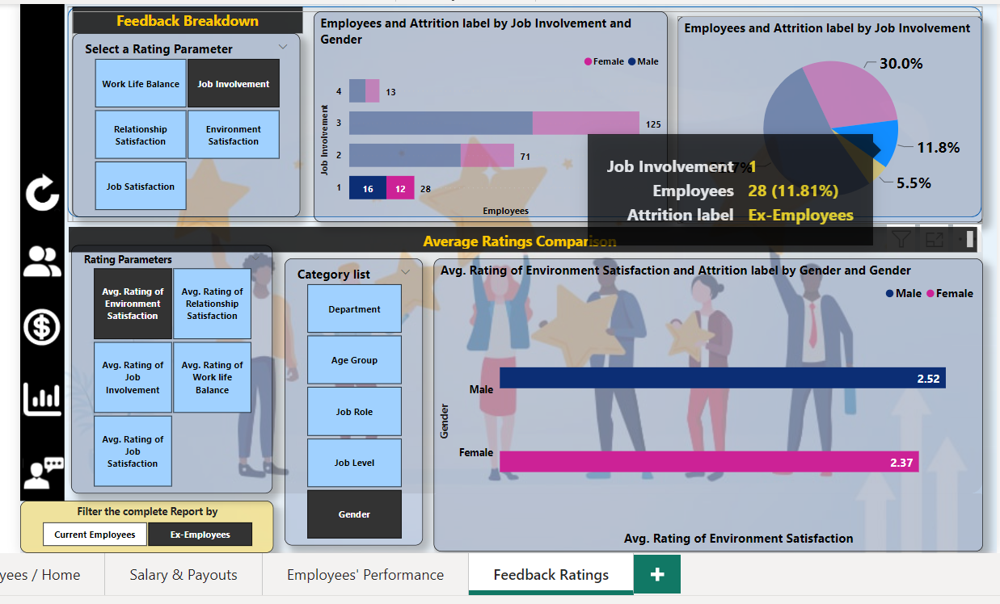 Feedback Breakdown
Select a Rating Parameter
Work Life Balance
Job Involvement
Relationship
Satisfaction
Environment
Satisfaction
Job Satisfaction
Employees and Attrition label by Job Involvement and
Gender
Female Male
Job Involvement
4
13
3
125
2
71
1
16
12
28
Employees
Employees and Attrition label by Job Involvement
30.0%
11.8%
5.5%
Job Involvement 1
Employees 28 (11.81%)
Attrition label Ex-Employees
Average Ratings Comparison
Rating Parameters
Avg. Rating of
Environment
Satisfaction
Avg. Rating of
Relationship
Satisfaction
Avg. Rating of
Job
Involvement
Avg. Rating of
Work life
Balance
Avg. Rating of
Job
Satisfaction
Category list
Department
Age Group
Job Role
Job Level
Gender
Avg. Rating of Environment Satisfaction and Attrition label by Gender and Gender
Male Female
Gender
Male
2.52
Female
2.37
Avg. Rating of Environment Satisfaction
Filter the complete Report by
Current Employees
Ex-Employees
yees / Home
Salary & Payouts
Employees' Performance
Feedback Ratings
+